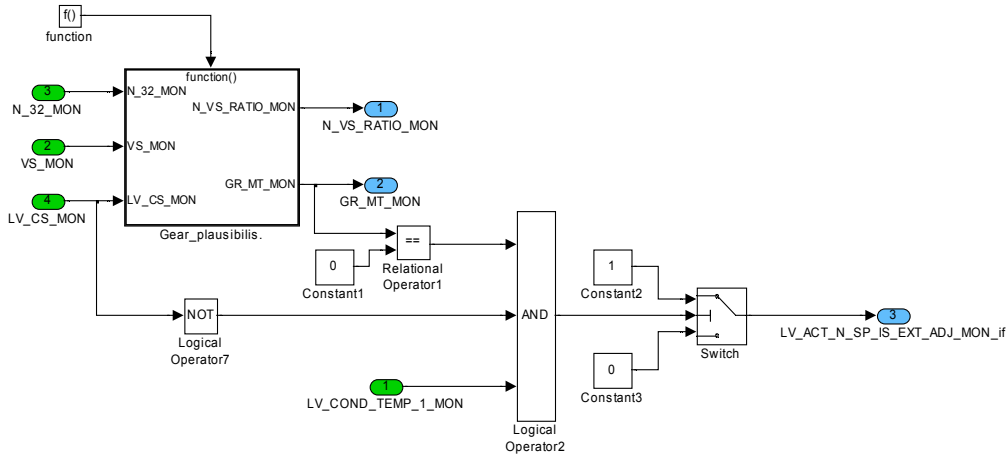 f()
function
function()
3
N_32_MON
N_32_MON
N_VS_RATIO_MON
1
N_VS_RATIO_MON
2
VS_MON
VS_MON
GR_MT_MON
2
GR_MT_MON
4
LV_CS_MON
LV_CS_MON
Gear_plausibilis.
0
Constant1
==
Relational
Operator1
1
Constant2
NOT
Logical
Operator7
AND
3
LV_ACT_N_SP_IS_EXT_ADJ_MON_if
Switch
0
Constant3
1
LV_COND_TEMP_1_MON
Logical
Operator2